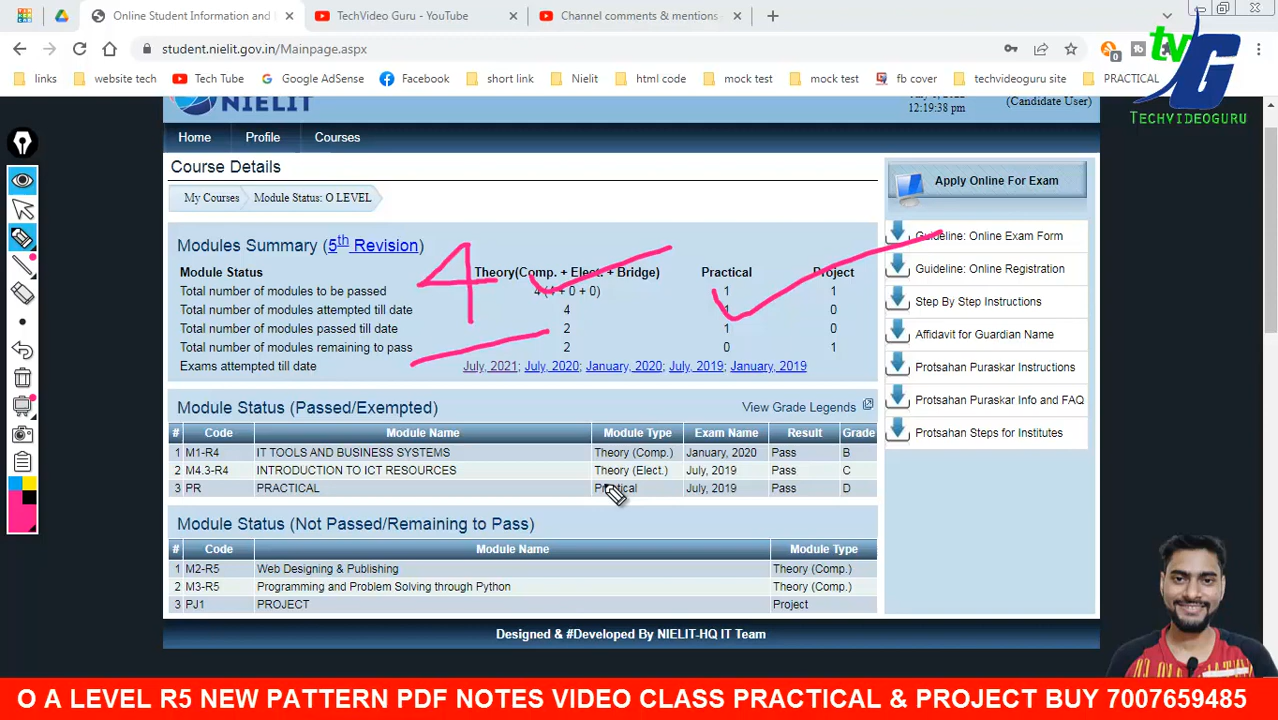 Online Student Information and
TechVideo Guru - YouTube
Channel comments & mentions -
student.nielit.gov.in/Mainpage.aspx
links
website tech
Tech Tube
Google AdSense
Facebook
short link
Nielit
html code
mock test
mock test
fb cover
techvideoguru site
PRACTICAL
tv
G
TECHVIDEOGURU
NIELIT
12:19:38 pm
(Candidate User)
Home Profile Courses
Course Details
My Courses Module Status: O LEVEL
Modules Summary (5th Revision)
Module Status Theory(Comp. + Elect. + Bridge) Practical Project
Total number of modules to be passed 4 (4 + 0 + 0) 1 1
Total number of modules attempted till date 4 1 0
Total number of modules passed till date 2 1 0
Total number of modules remaining to pass 2 0 1
Exams attempted till date July, 2021; July, 2020; January, 2020; July, 2019; January, 2019
4
Module Status (Passed/Exempted) View Grade Legends
# Code Module Name Module Type Exam Name Result Grade
1 M1-R4 IT TOOLS AND BUSINESS SYSTEMS Theory (Comp.) January, 2020 Pass B
2 M4.3-R4 INTRODUCTION TO ICT RESOURCES Theory (Elect.) July, 2019 Pass C
3 PR PRACTICAL Practical July, 2019 Pass D
Module Status (Not Passed/Remaining to Pass)
# Code Module Name Module Type
1 M2-R5 Web Designing & Publishing Theory (Comp.)
2 M3-R5 Programming and Problem Solving through Python Theory (Comp.)
3 PJ1 PROJECT Project
Apply Online For Exam
Guideline: Online Exam Form
Guideline: Online Registration
Step By Step Instructions
Affidavit for Guardian Name
Protsahan Puraskar Instructions
Protsahan Puraskar Info and FAQ
Protsahan Steps for Institutes
Designed & #Developed By NIELIT-HQ IT Team
O A LEVEL R5 NEW PATTERN PDF NOTES VIDEO CLASS PRACTICAL & PROJECT BUY 7007659485